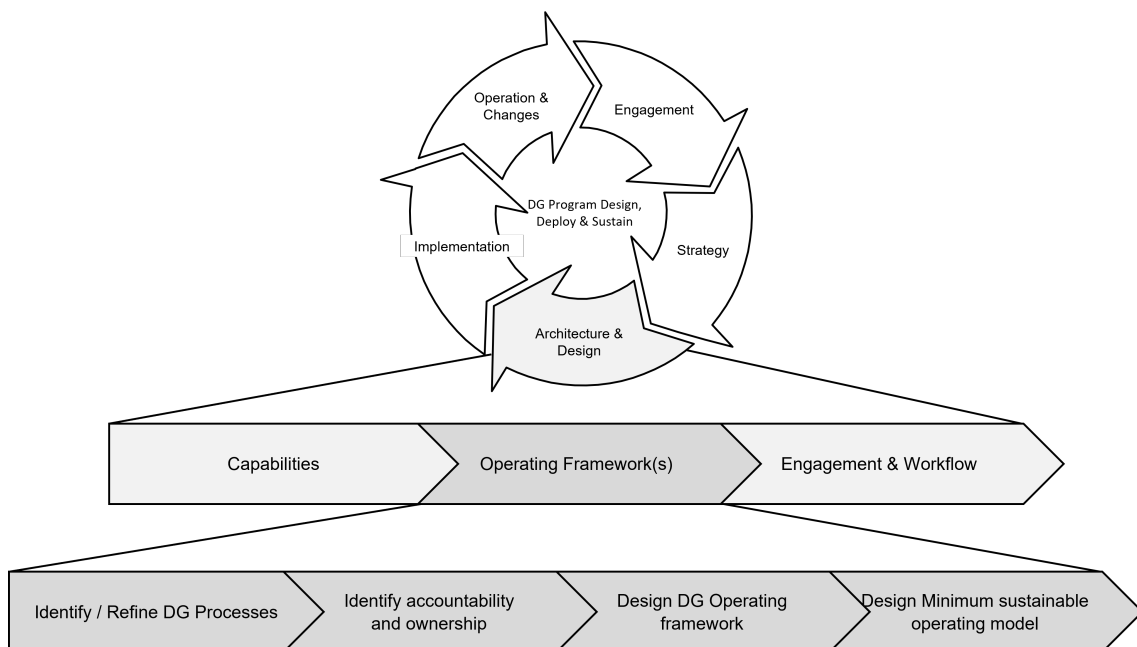 Operation &
Changes
Engagement
DG Program Design,
Deploy & Sustain
Implementation
Strategy
Architecture &
Design
Capabilities
Operating Framework(s)
Engagement & Workflow
Identify / Refine DG Processes
Identify accountability
and ownership
Design DG Operating
framework
Design Minimum sustainable
operating model